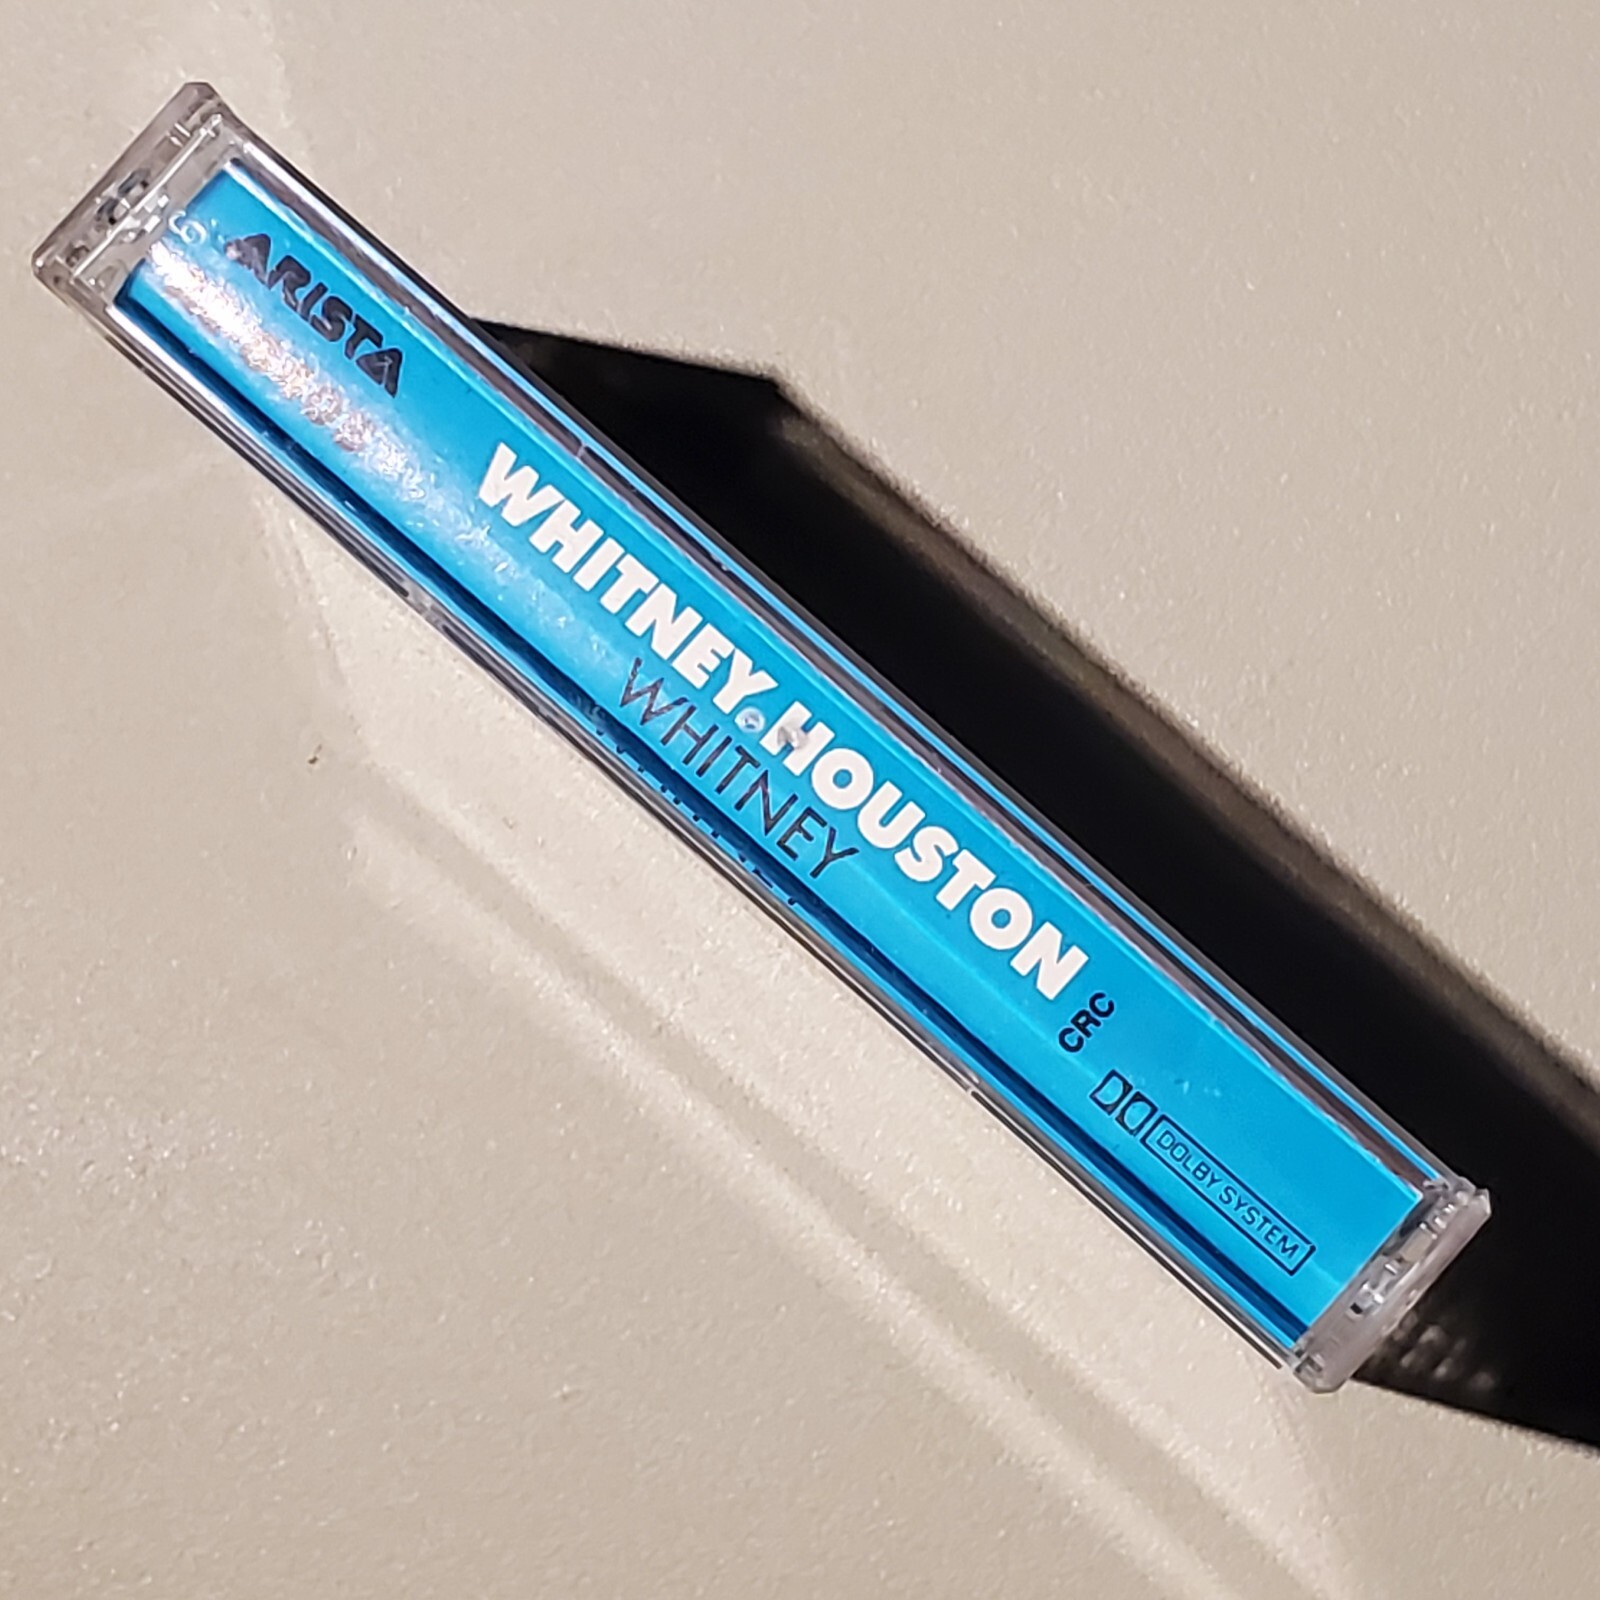 ARISTA
WHITNEY HOUSTON
WHITNEY
CRC
DOLBY SYSTEM